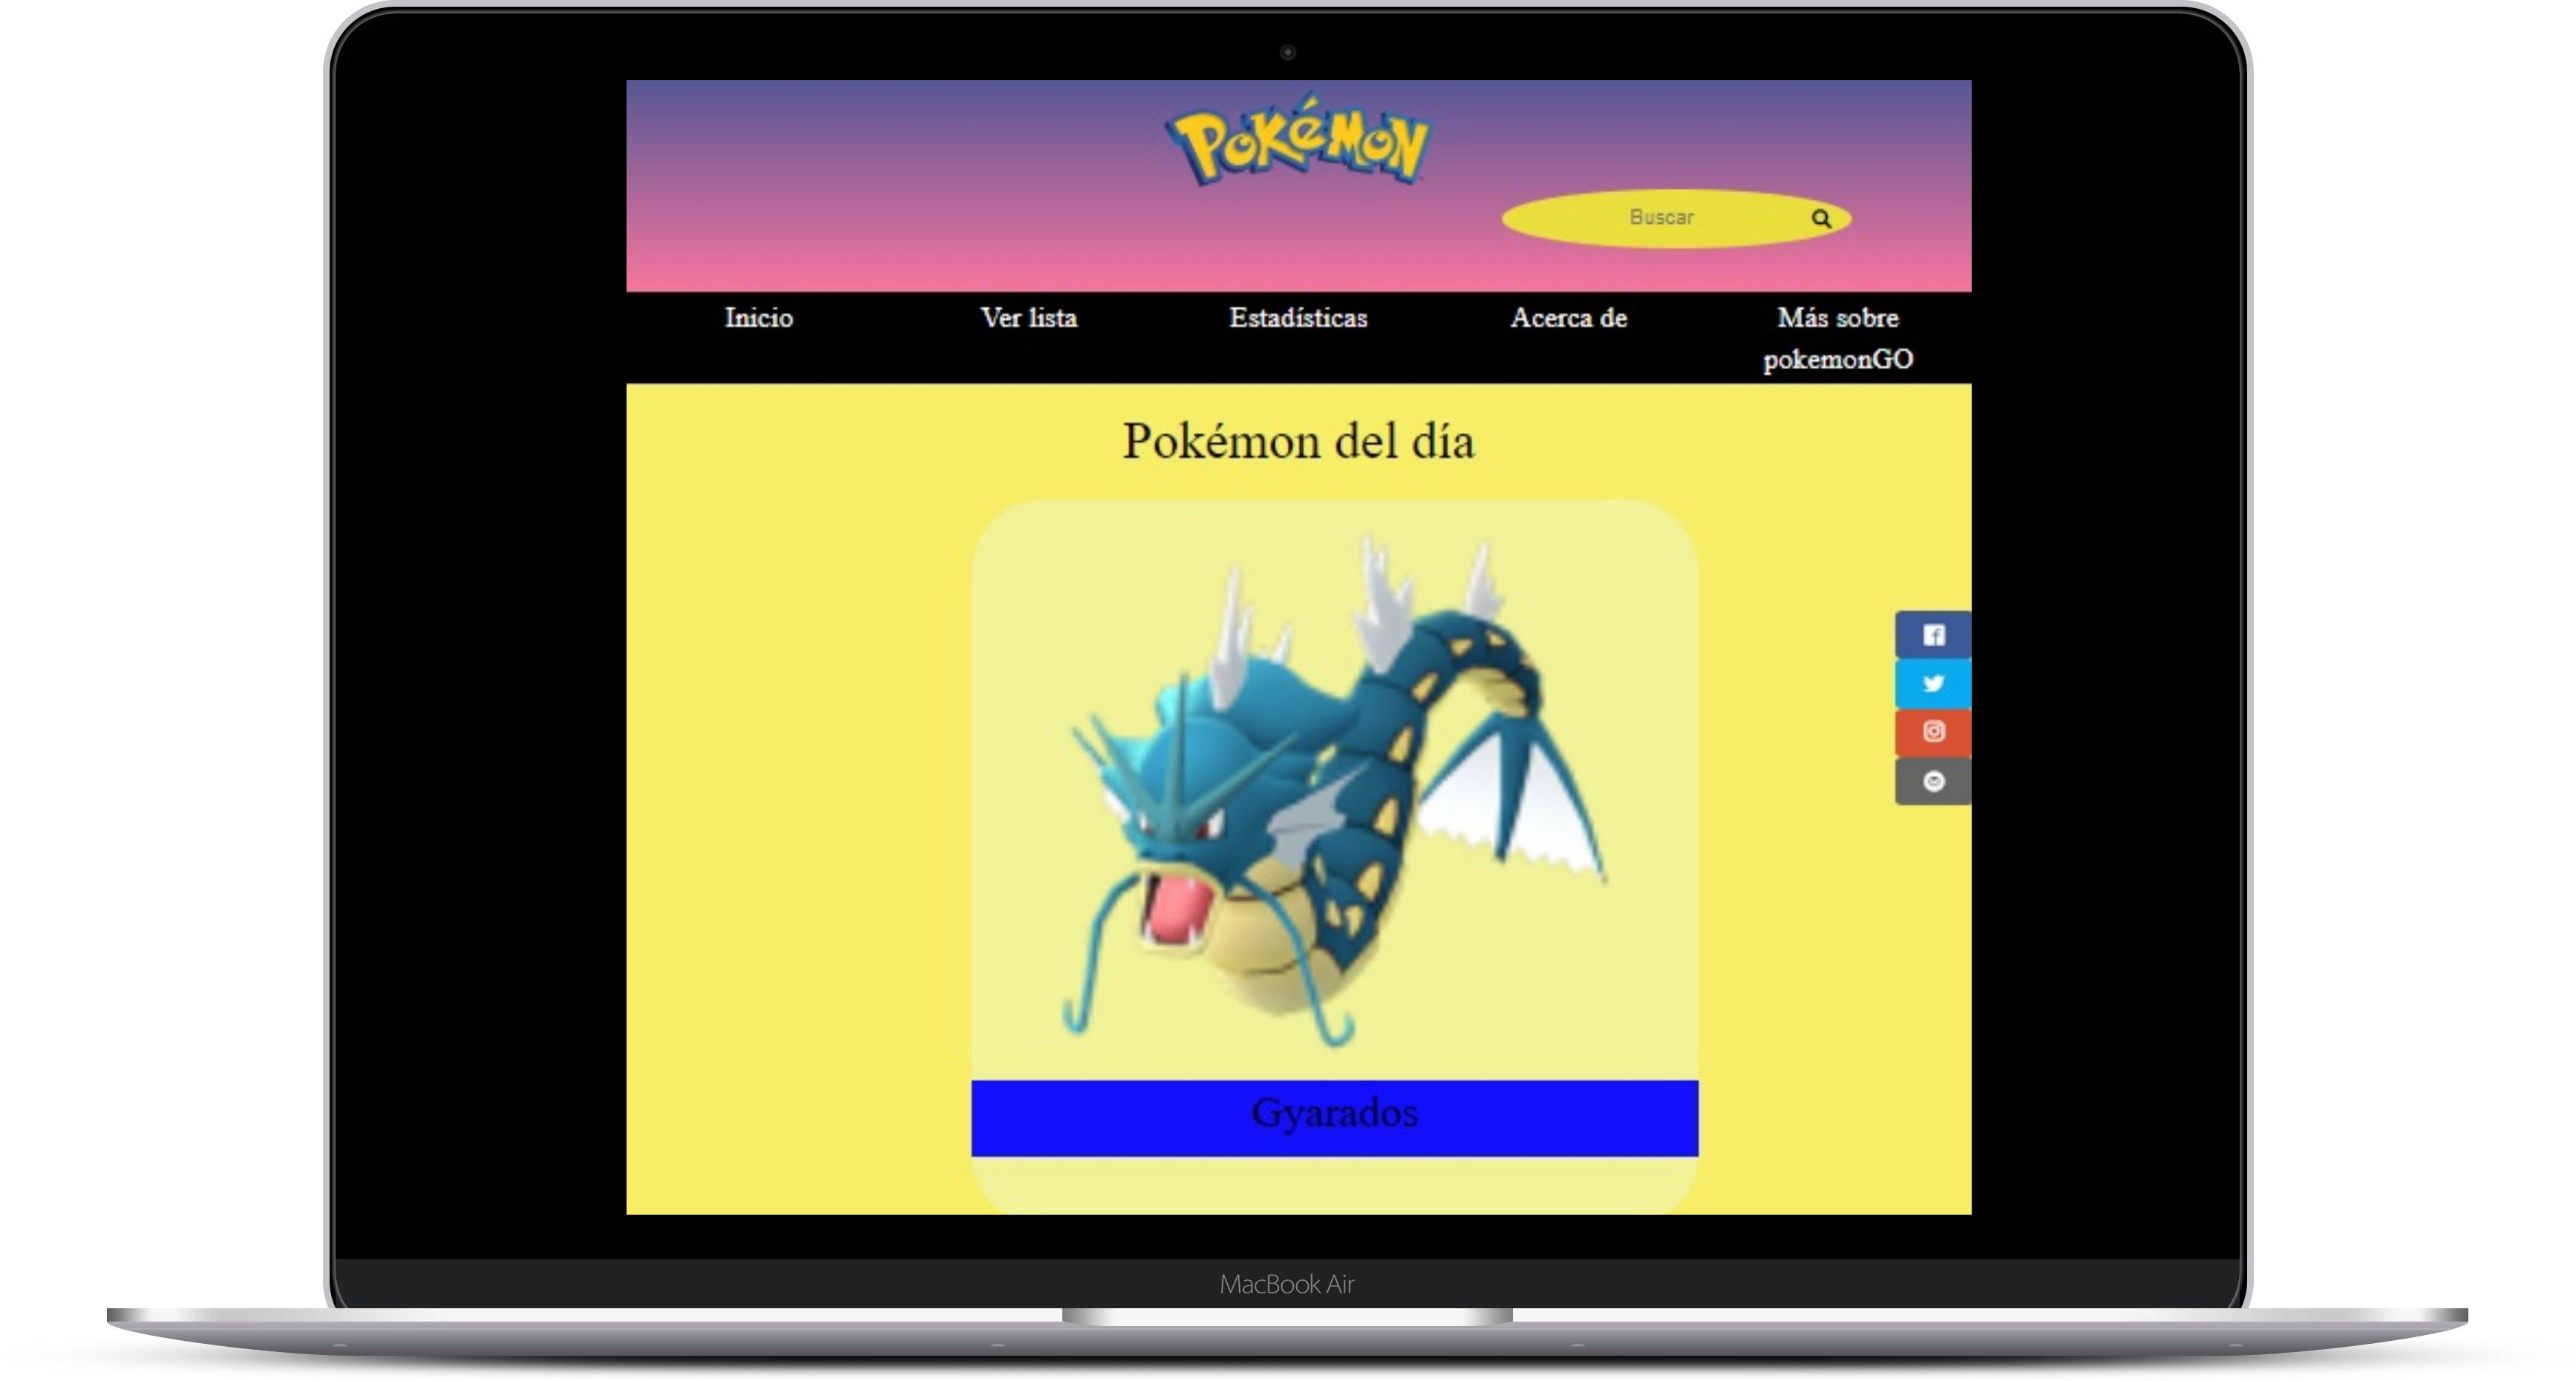 Pokémon
Buscar
Inicio
Ver lista
Estadísticas
Acerca de
Más sobre
pokemonGO
Pokémon del día
Gyarados
MacBook Air